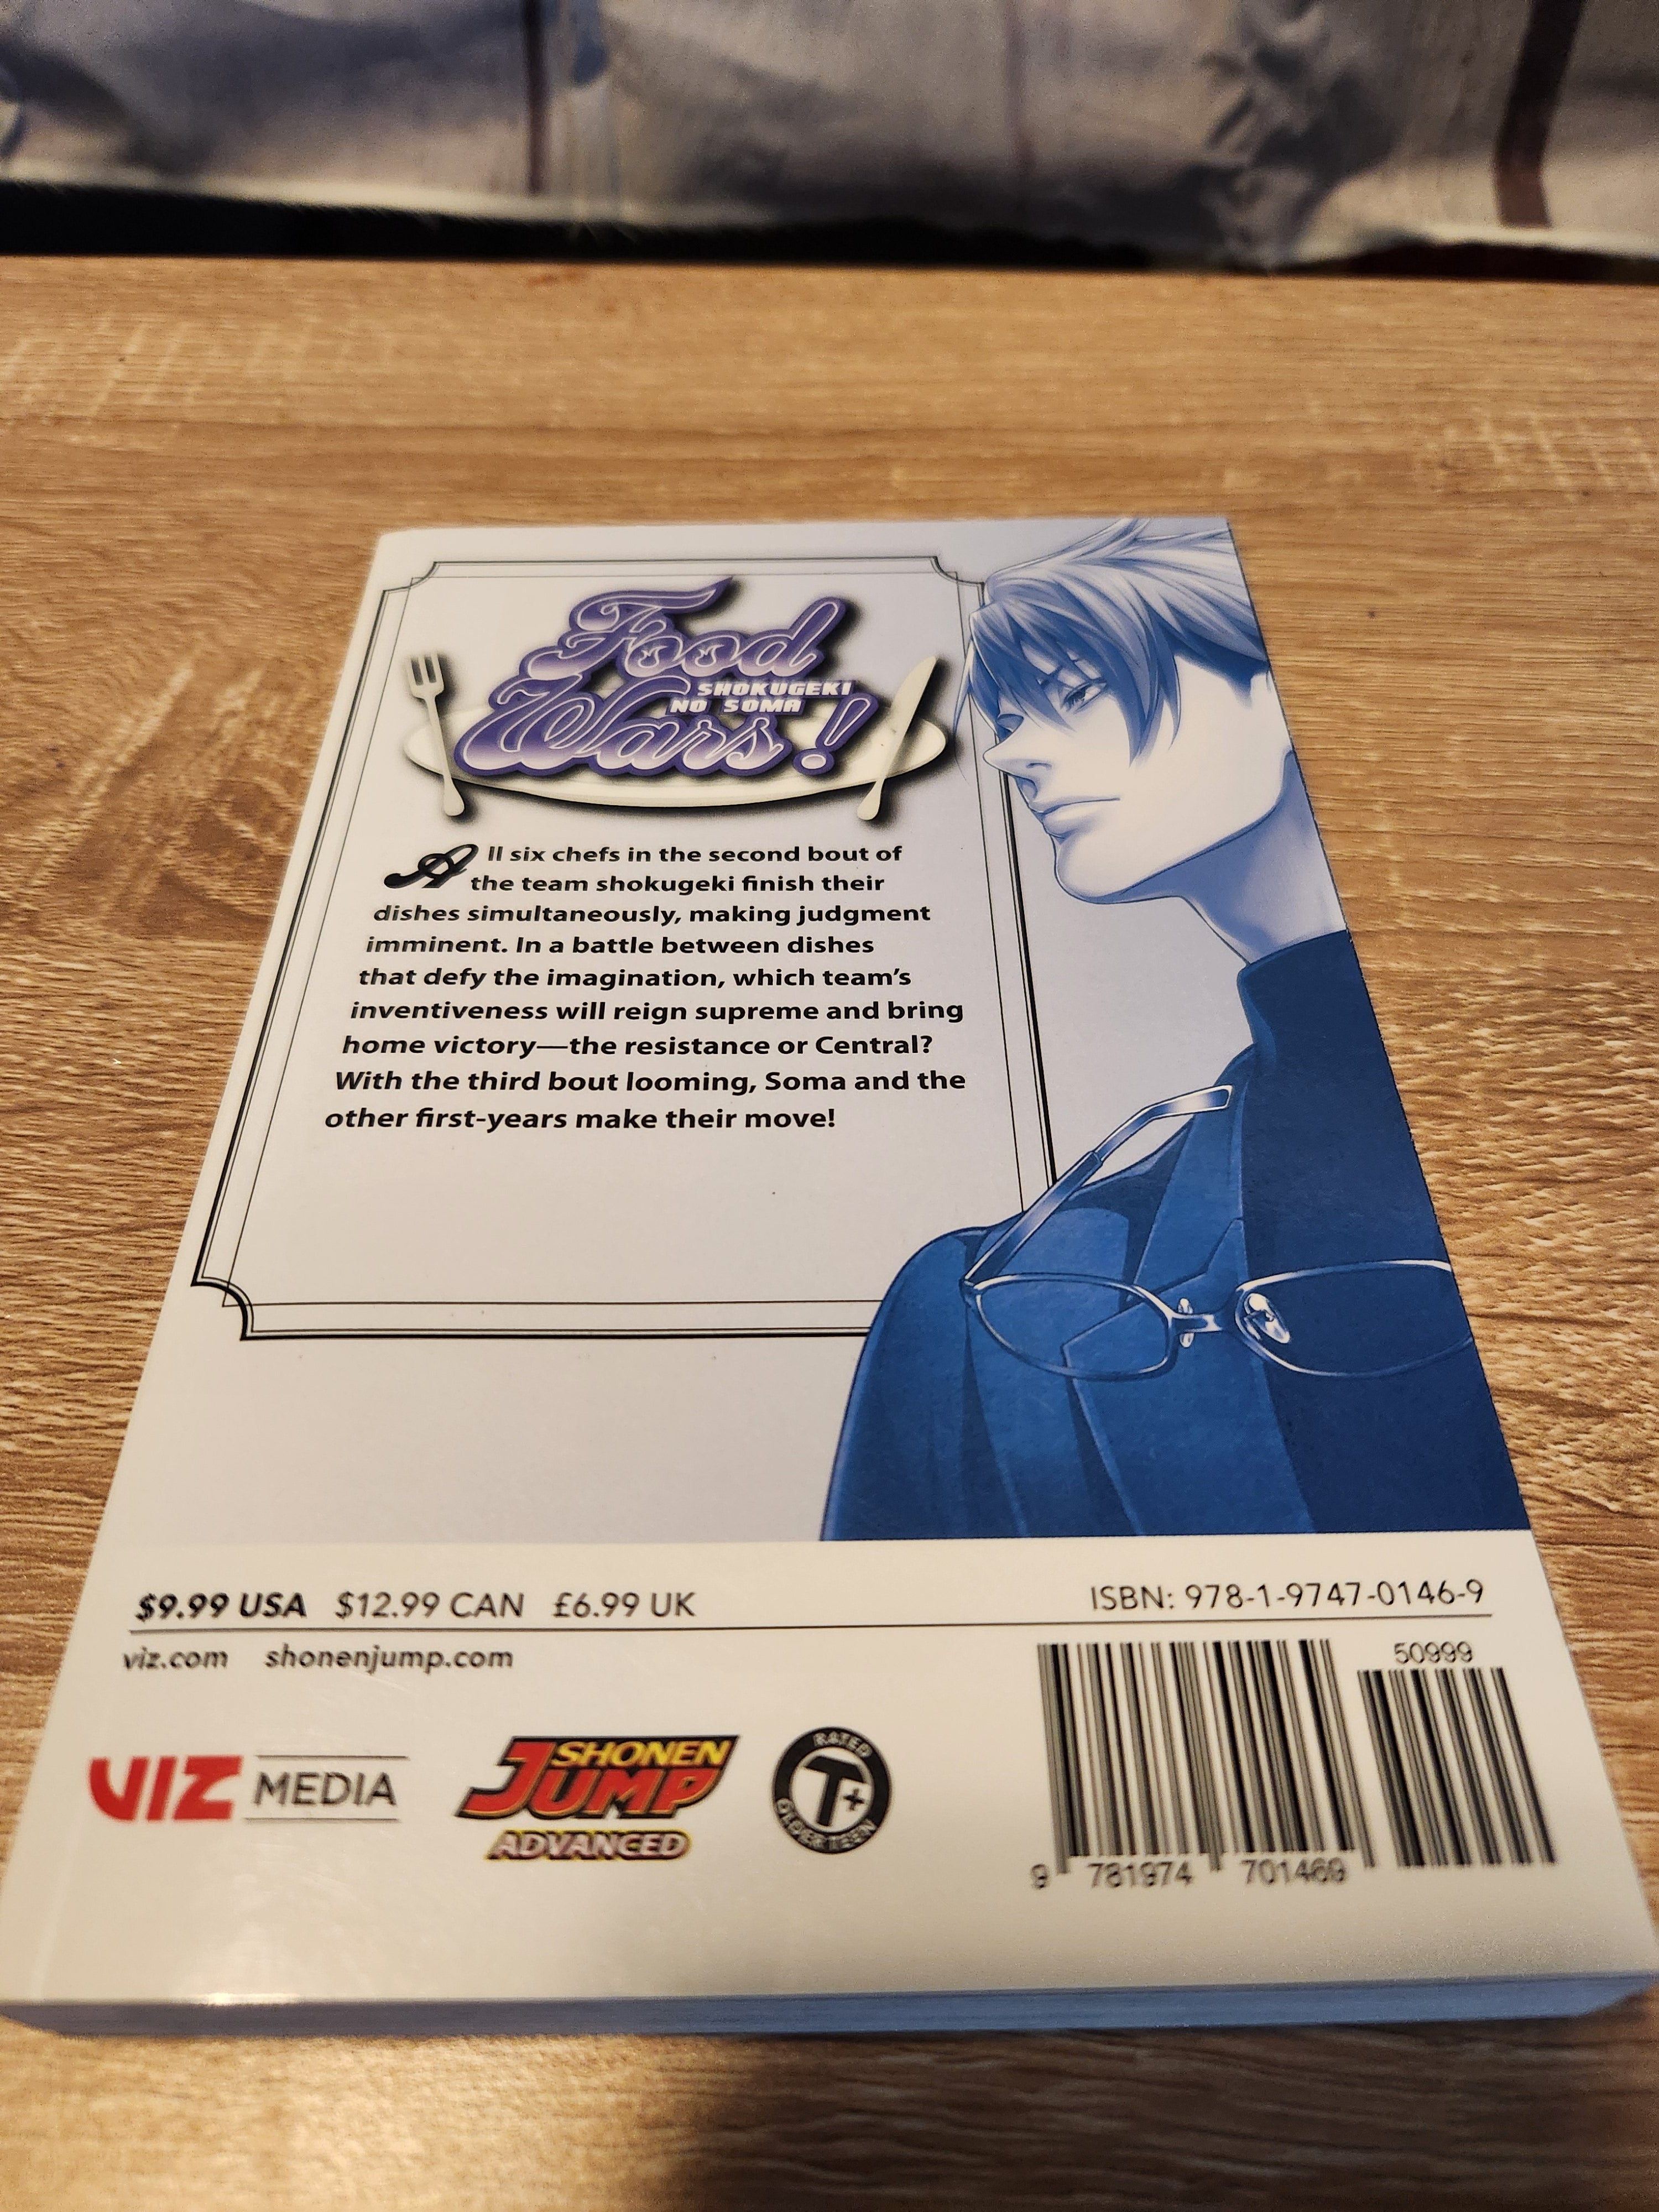 Food
Wars!
SHOKUGEKI
NO SOMA
All six chefs in the second bout of
the team shokugeki finish their
dishes simultaneously, making judgment
imminent. In a battle between dishes
that defy the imagination, which team's
inventiveness will reign supreme and bring
home victory—the resistance or Central?
With the third bout looming, Soma and the
other first-years make their move!
$9.99 USA $12.99 CAN £6.99 UK
ISBN: 978-1-9747-0146-9
viz.com shonenjump.com
50999
VIZ MEDIA
SHONEN
JUMP
ADVANCED
RATED
T+
OLDER TEEN
9 781974 701469